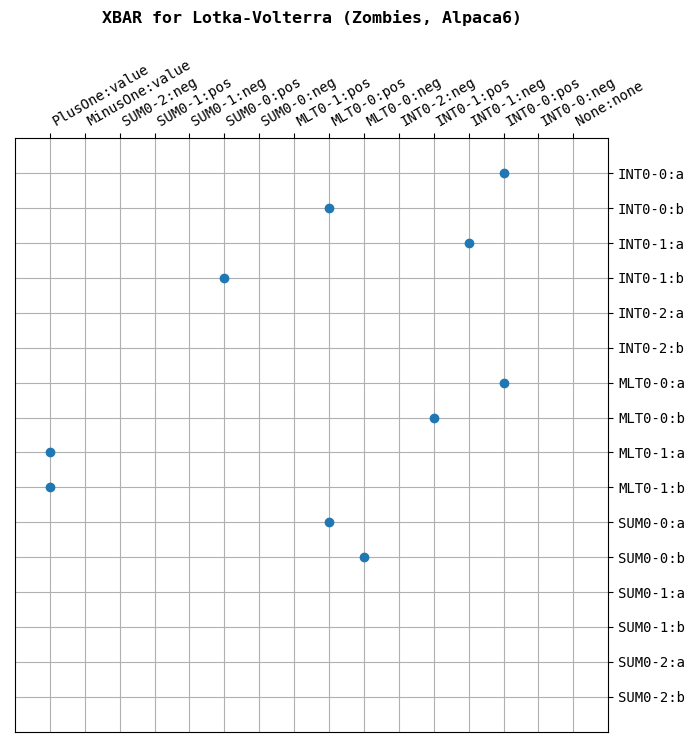 XBAR for Lotka-Volterra (Zombies, Alpaca6)
PlusOne:value
MinusOne:value
SUM0-2:neg
SUM0-1:pos
SUM0-1:neg
SUM0-0:pos
SUM0-0:neg
MLT0-1:pos
MLT0-0:pos
MLT0-0:neg
INT0-2:neg
INT0-1:pos
INT0-1:neg
INT0-0:pos
INT0-0:neg
None:none
INT0-0:a
INT0-0:b
INT0-1:a
INT0-1:b
INT0-2:a
INT0-2:b
MLT0-0:a
MLT0-0:b
MLT0-1:a
MLT0-1:b
SUM0-0:a
SUM0-0:b
SUM0-1:a
SUM0-1:b
SUM0-2:a
SUM0-2:b